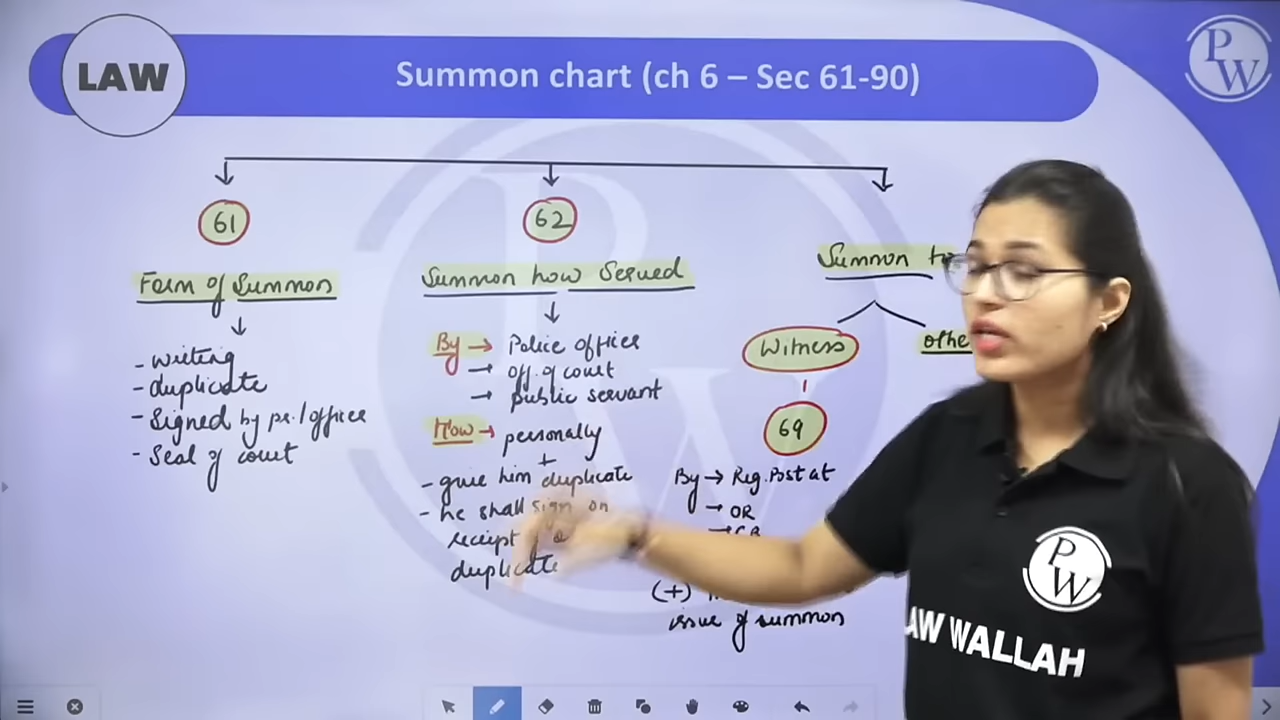 LAW
Summon chart (ch 6 – Sec 61-90)
PW
61
Form of Summon
- writing
- duplicate
- Signed by pr./officer
- Seal of court
62
Summon how Served
By → Police officer
→ off. of court
→ public servant
How → personally
+
- give him duplicate
- he shall sign on
receipt
duplicate
Summon to
Witness
othe
69
By → Reg. Post at
→ OR
(+)
issue of summon
PW
LAW WALLAH